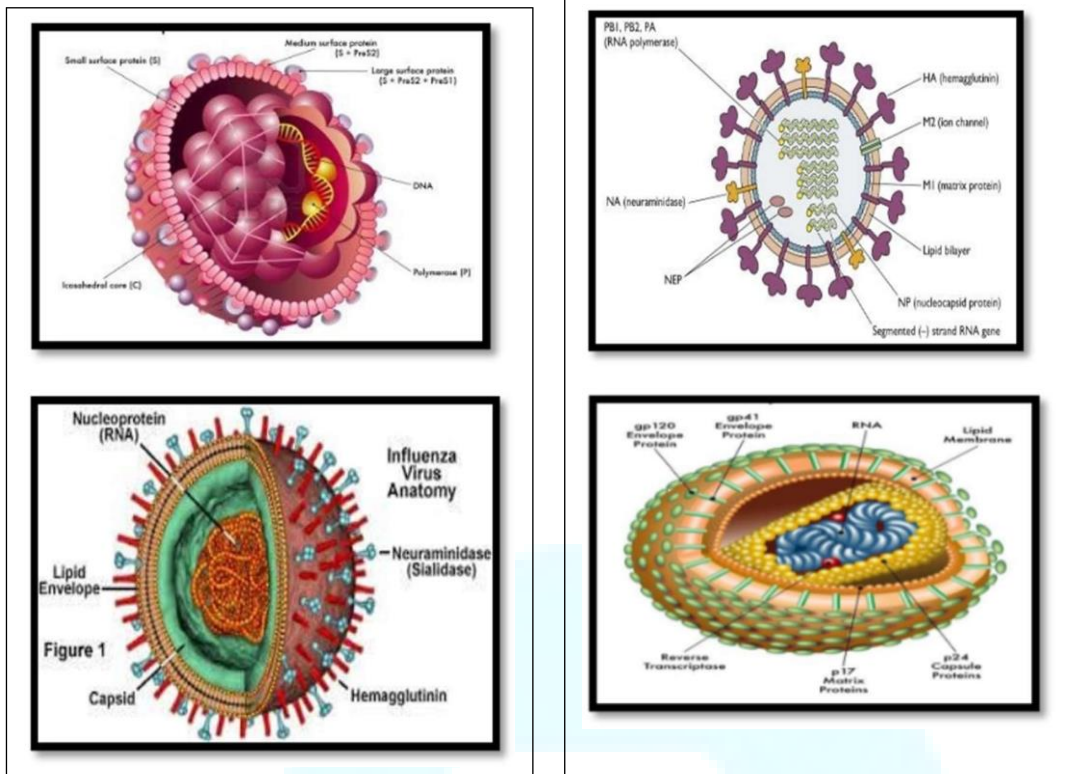 Medium surface protein
(S + PreS2)
Small surface protein (S)
Large surface protein
(S + PreS2 + PreS1)
DNA
Polymerase (P)
Icosahedral core (C)
PB1, PB2, PA
(RNA polymerase)
HA (hemagglutinin)
M2 (ion channel)
M1 (matrix protein)
NA (neuraminidase)
Lipid bilayer
NEP
NP (nucleocapsid protein)
Segmented (-) strand RNA gene
Nucleoprotein
(RNA)
Influenza
Virus
Anatomy
Neuraminidase
(Sialidase)
Lipid
Envelope
Figure 1
Capsid
Hemagglutinin
gp120
Envelope
Protein
gp41
Envelope
Protein
RNA
Lipid
Membrane
Reverse
Transcriptase
p17
Matrix
Proteins
p24
Capsule
Proteins